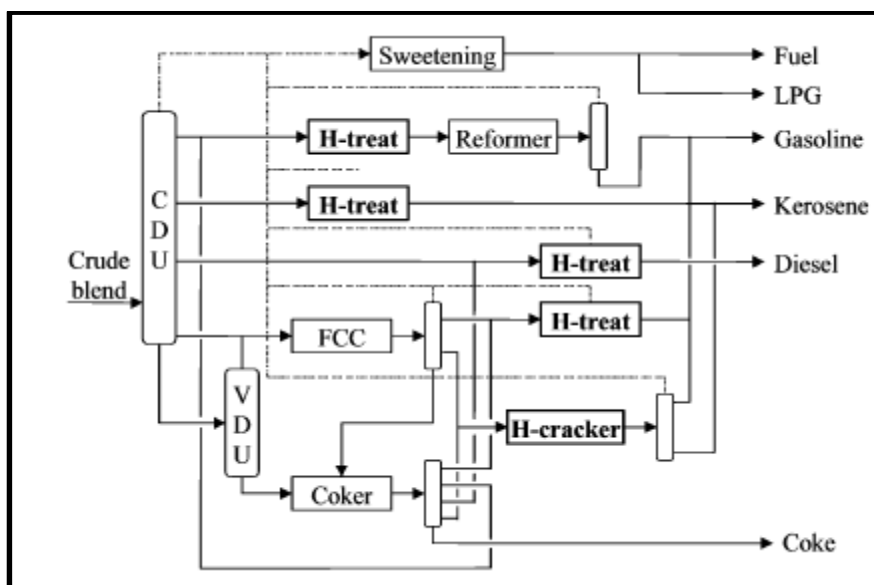 Sweetening
Fuel
LPG
H-treat
Reformer
Gasoline
C
D
U
H-treat
Kerosene
Crude
blend
H-treat
Diesel
FCC
H-treat
V
D
U
H-cracker
Coker
Coke